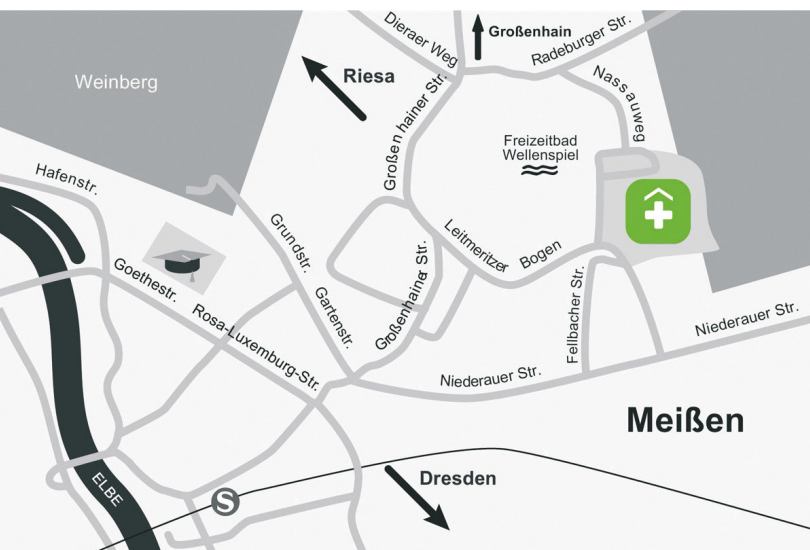 Dieraer Weg
Großenhain
Radeburger Str.
Weinberg
Riesa
Nassauweg
Großenhainer Str.
Freizeitbad
Wellenspiel
Hafenstr.
Grundstr.
Leitmeritzer Bogen
Goethestr.
Gartenstr.
Großenhainer Str.
Fellbacher Str.
Rosa-Luxemburg-Str.
Niederauer Str.
Niederauer Str.
Meißen
Dresden
ELBE
S